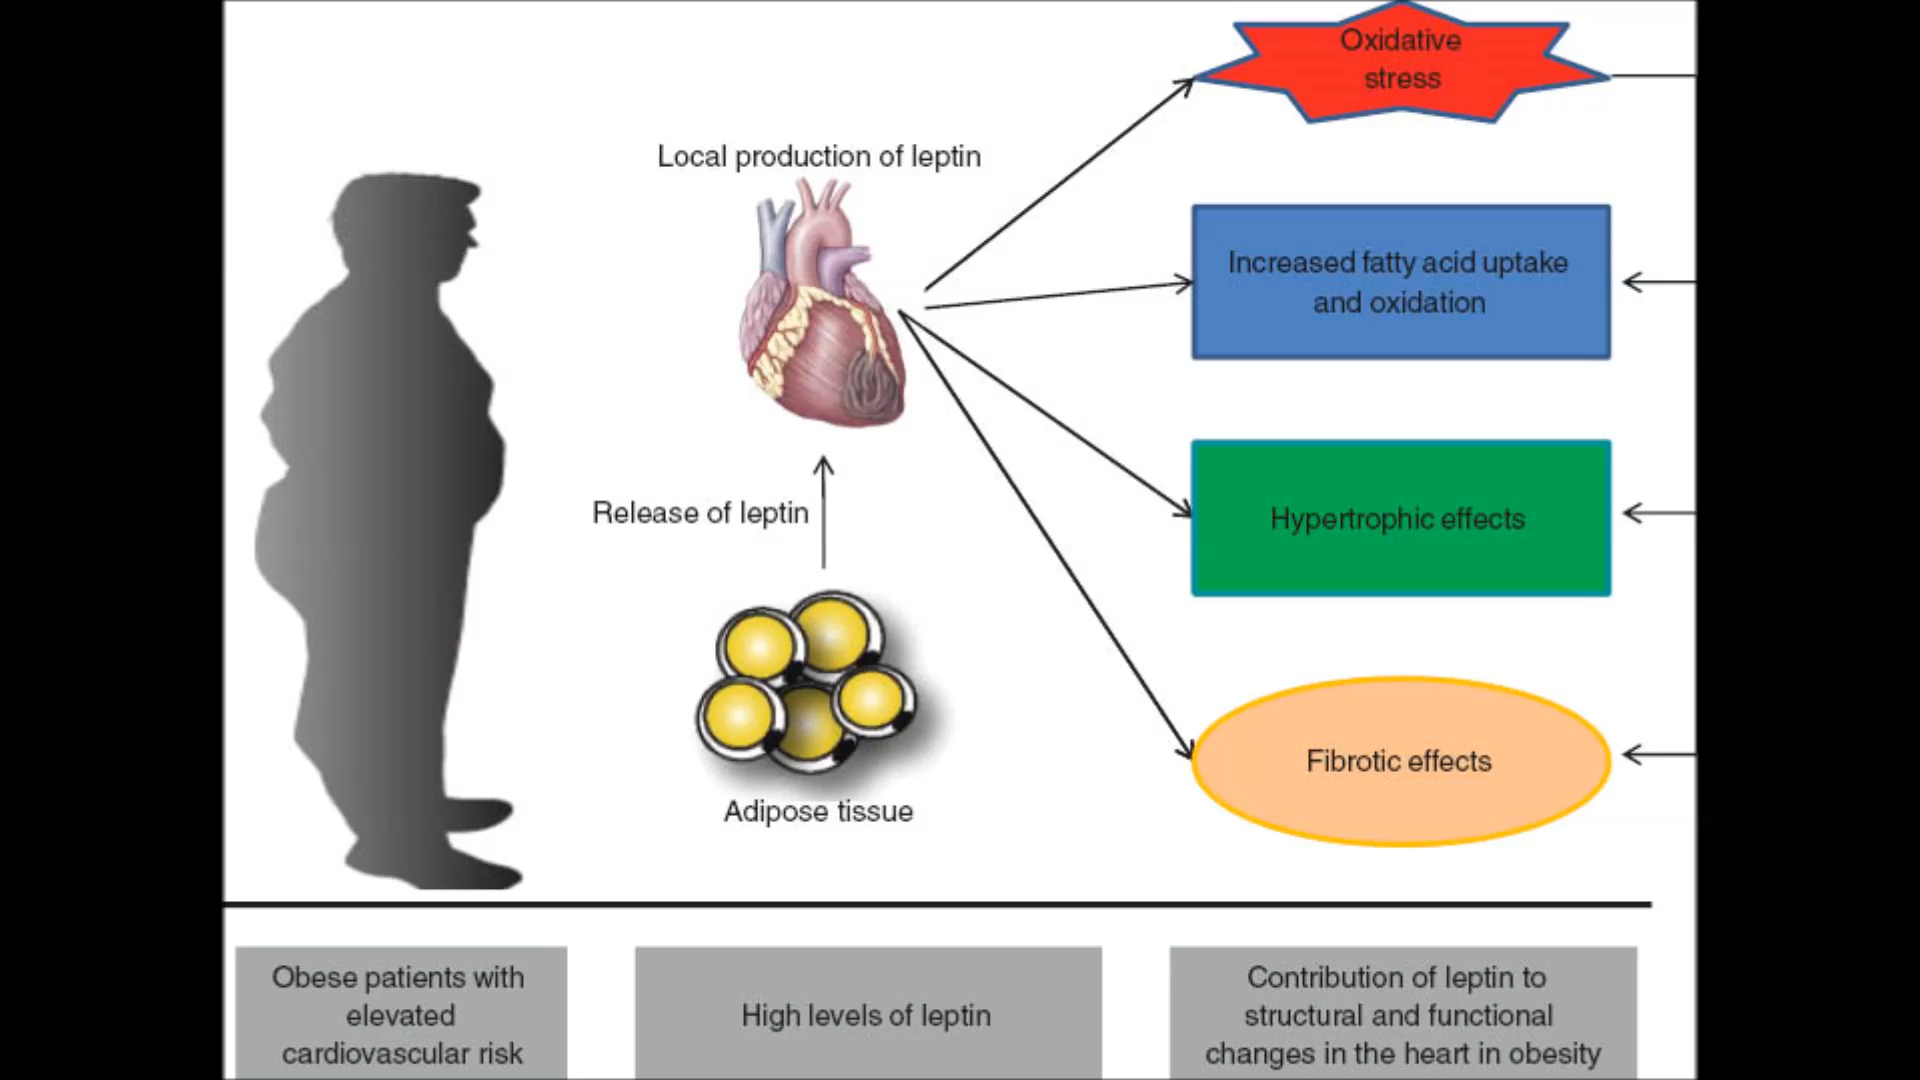 Oxidative
stress
Local production of leptin
Increased fatty acid uptake
and oxidation
Release of leptin
Hypertrophic effects
Fibrotic effects
Adipose tissue
Obese patients with
elevated
cardiovascular risk
High levels of leptin
Contribution of leptin to
structural and functional
changes in the heart in obesity